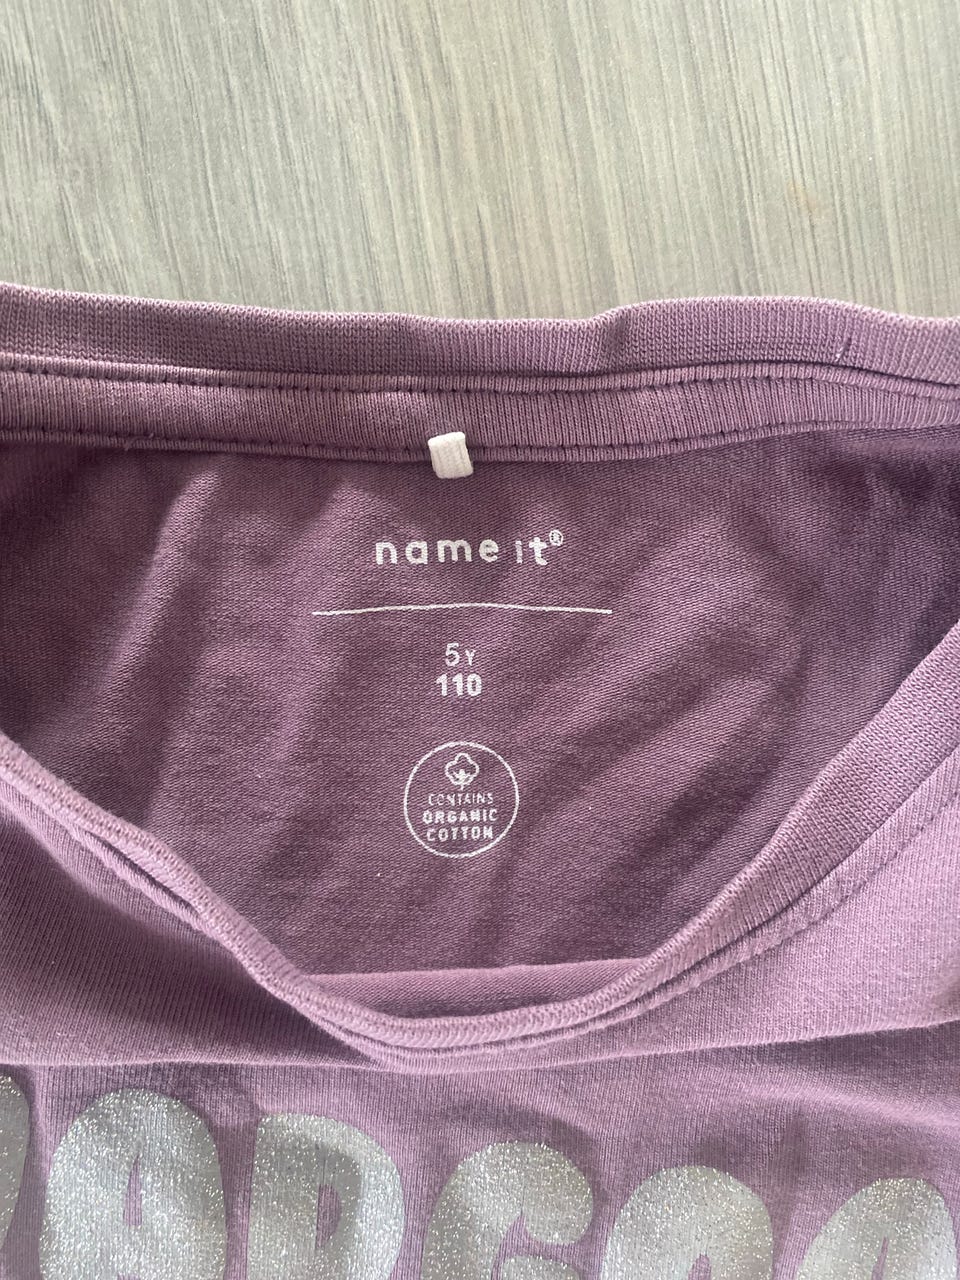 name it®
5Y
110
CONTAINS
ORGANIC
COTTON